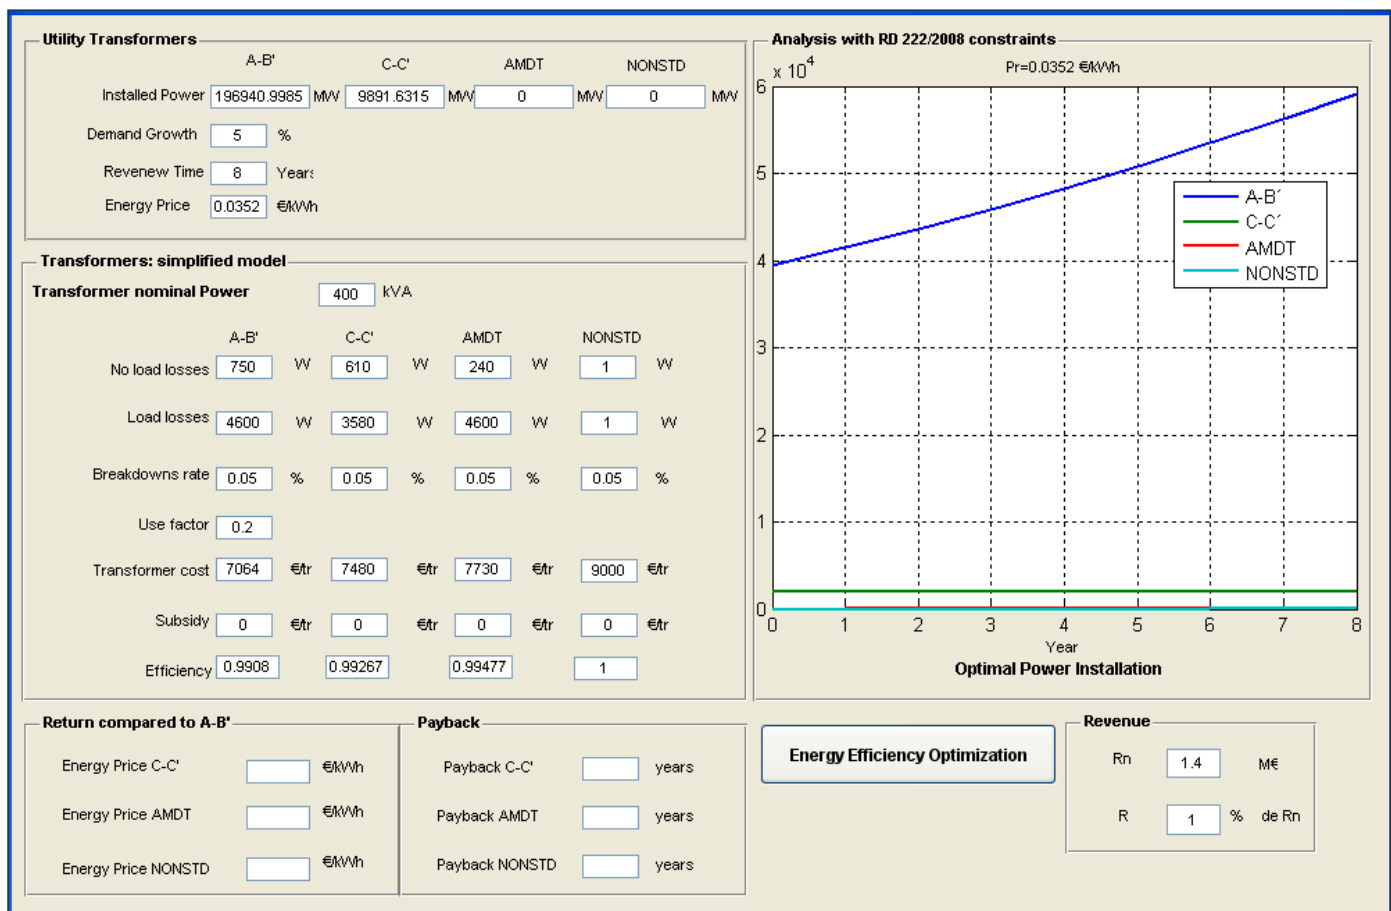 Utility Transformers
A-B' C-C' AMDT NONSTD
Installed Power 196940.9985 MW 9891.6315 MW 0 MW 0 MW
Demand Growth 5 %
Revenew Time 8 Years
Energy Price 0.0352 €/kWh
Transformers: simplified model
Transformer nominal Power 400 kVA
A-B' C-C' AMDT NONSTD
No load losses 750 W 610 W 240 W 1 W
Load losses 4600 W 3580 W 4600 W 1 W
Breakdowns rate 0.05 % 0.05 % 0.05 % 0.05 %
Use factor 0.2
Transformer cost 7064 €/tr 7480 €/tr 7730 €/tr 9000 €/tr
Subsidy 0 €/tr 0 €/tr 0 €/tr 0 €/tr
Efficiency 0.9908 0.99267 0.99477 1
Analysis with RD 222/2008 constraints
x 10^4 Pr=0.0352 €/kWh
6
5
4
3
2
1
0
A-B´
C-C´
AMDT
NONSTD
0 1 2 3 4 5 6 7 8
Year
Optimal Power Installation
Return compared to A-B'
Energy Price C-C' €/kWh
Energy Price AMDT €/kWh
Energy Price NONSTD €/kWh
Payback
Payback C-C' years
Payback AMDT years
Payback NONSTD years
Energy Efficiency Optimization
Revenue
Rn 1.4 M€
R 1 % de Rn